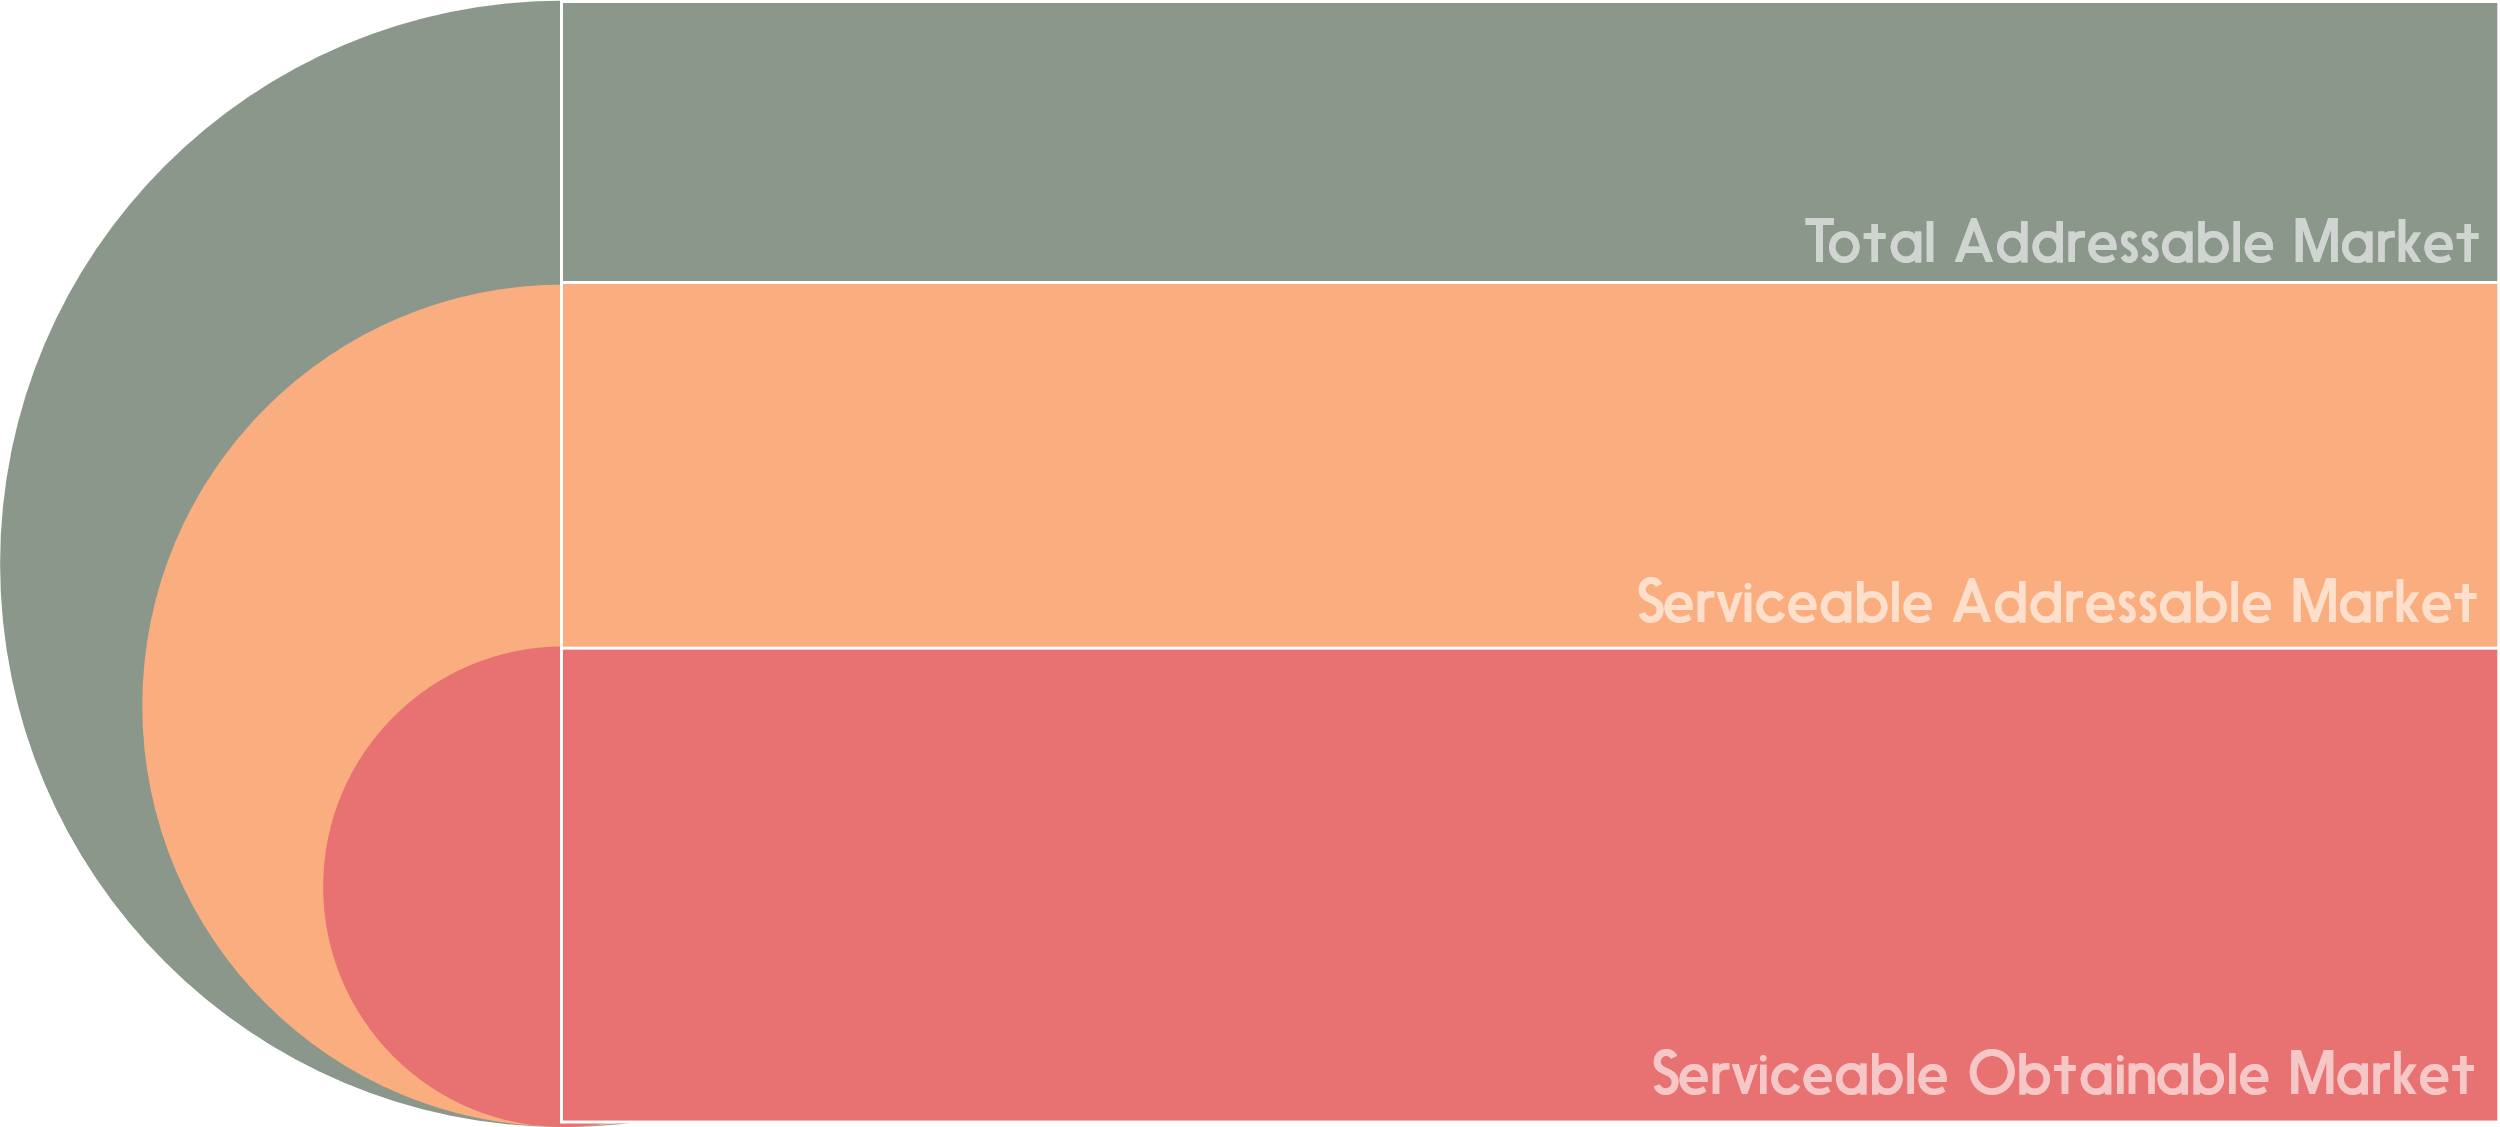 Total Addressable Market
Serviceable Addressable Market
Serviceable Obtainable Market